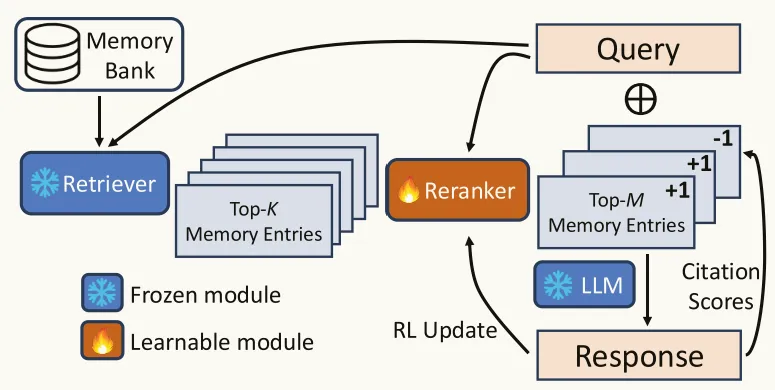 Memory
Bank
Query
Retriever
Top-K
Memory Entries
Reranker
-1
+1
+1
Top-M
Memory Entries
Frozen module
Learnable module
LLM
Citation
Scores
RL Update
Response